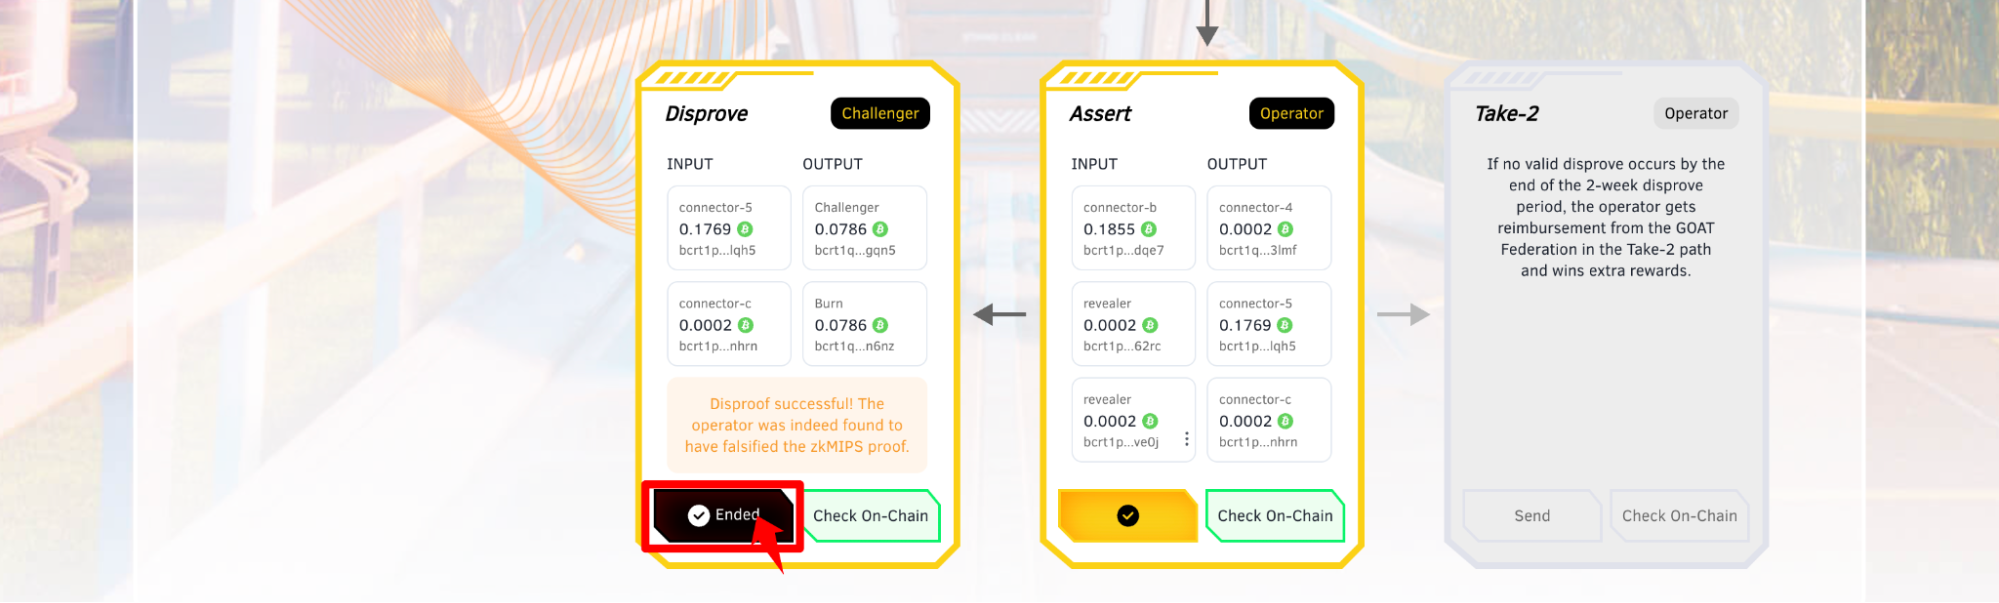 Disprove
Challenger
INPUT
OUTPUT
connector-5
0.1769
bcrt1p...lqh5
Challenger
0.0786
bcrt1q...gqn5
connector-c
0.0002
bcrt1p...nhrn
Burn
0.0786
bcrt1q...n6nz
Disproof successful! The
operator was indeed found to
have falsified the zkMIPS proof.
Ended
Check On-Chain
Assert
Operator
INPUT
OUTPUT
connector-b
0.1855
bcrt1p...dqe7
connector-4
0.0002
bcrt1q...3lmf
revealer
0.0002
bcrt1p...62rc
connector-5
0.1769
bcrt1p...lqh5
revealer
0.0002
bcrt1p...ve0j
connector-c
0.0002
bcrt1p...nhrn
Check On-Chain
Take-2
Operator
If no valid disprove occurs by the
end of the 2-week disprove
period, the operator gets
reimbursement from the GOAT
Federation in the Take-2 path
and wins extra rewards.
Send
Check On-Chain